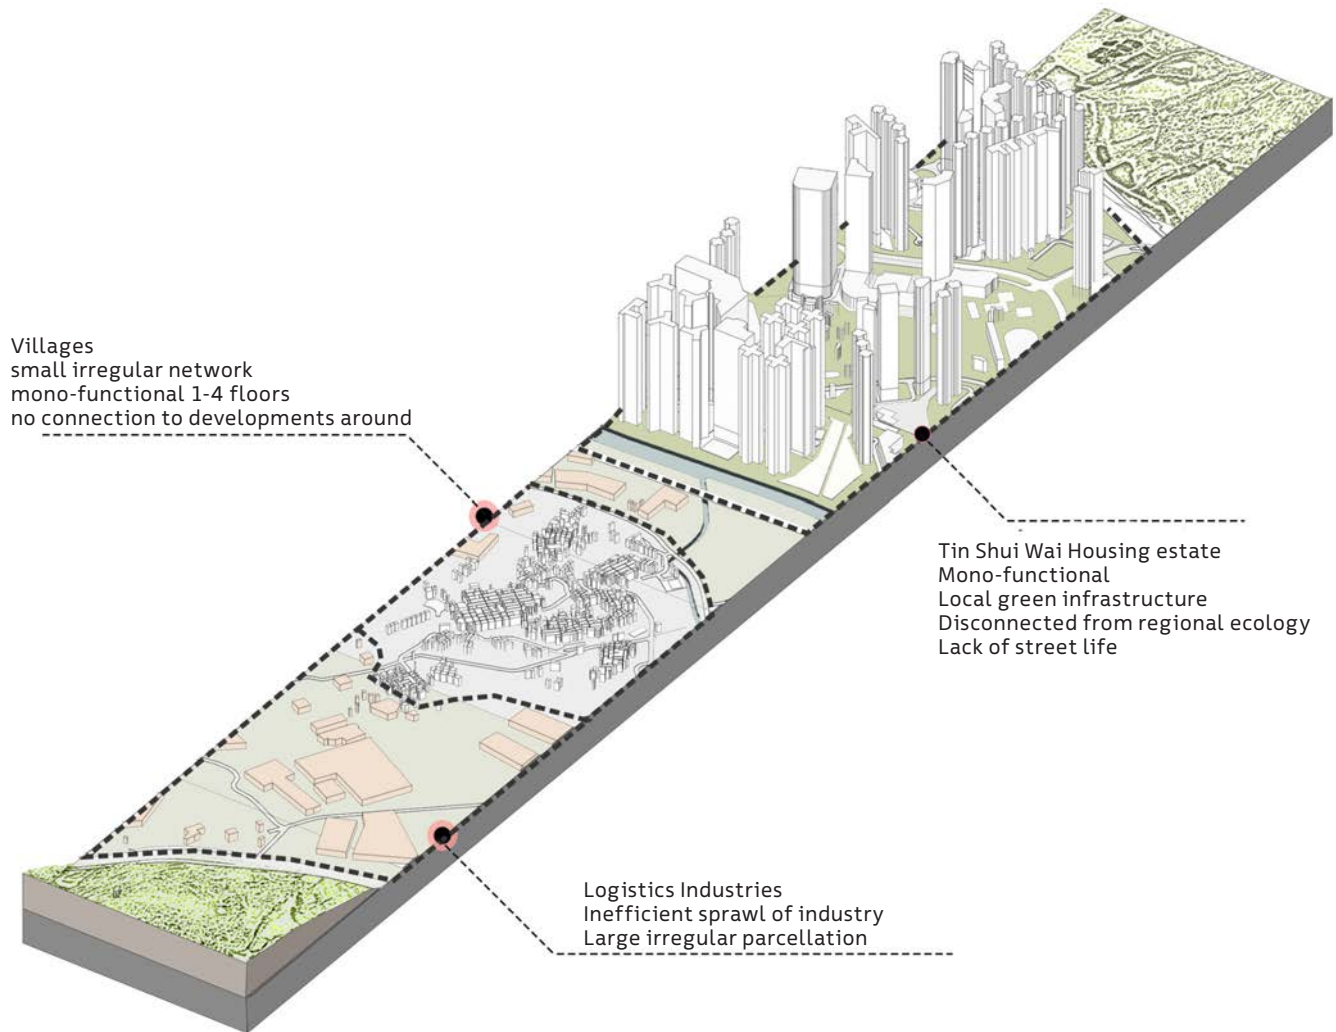 Villages
small irregular network
mono-functional 1-4 floors
no connection to developments around
Tin Shui Wai Housing estate
Mono-functional
Local green infrastructure
Disconnected from regional ecology
Lack of street life
Logistics Industries
Inefficient sprawl of industry
Large irregular parcellation